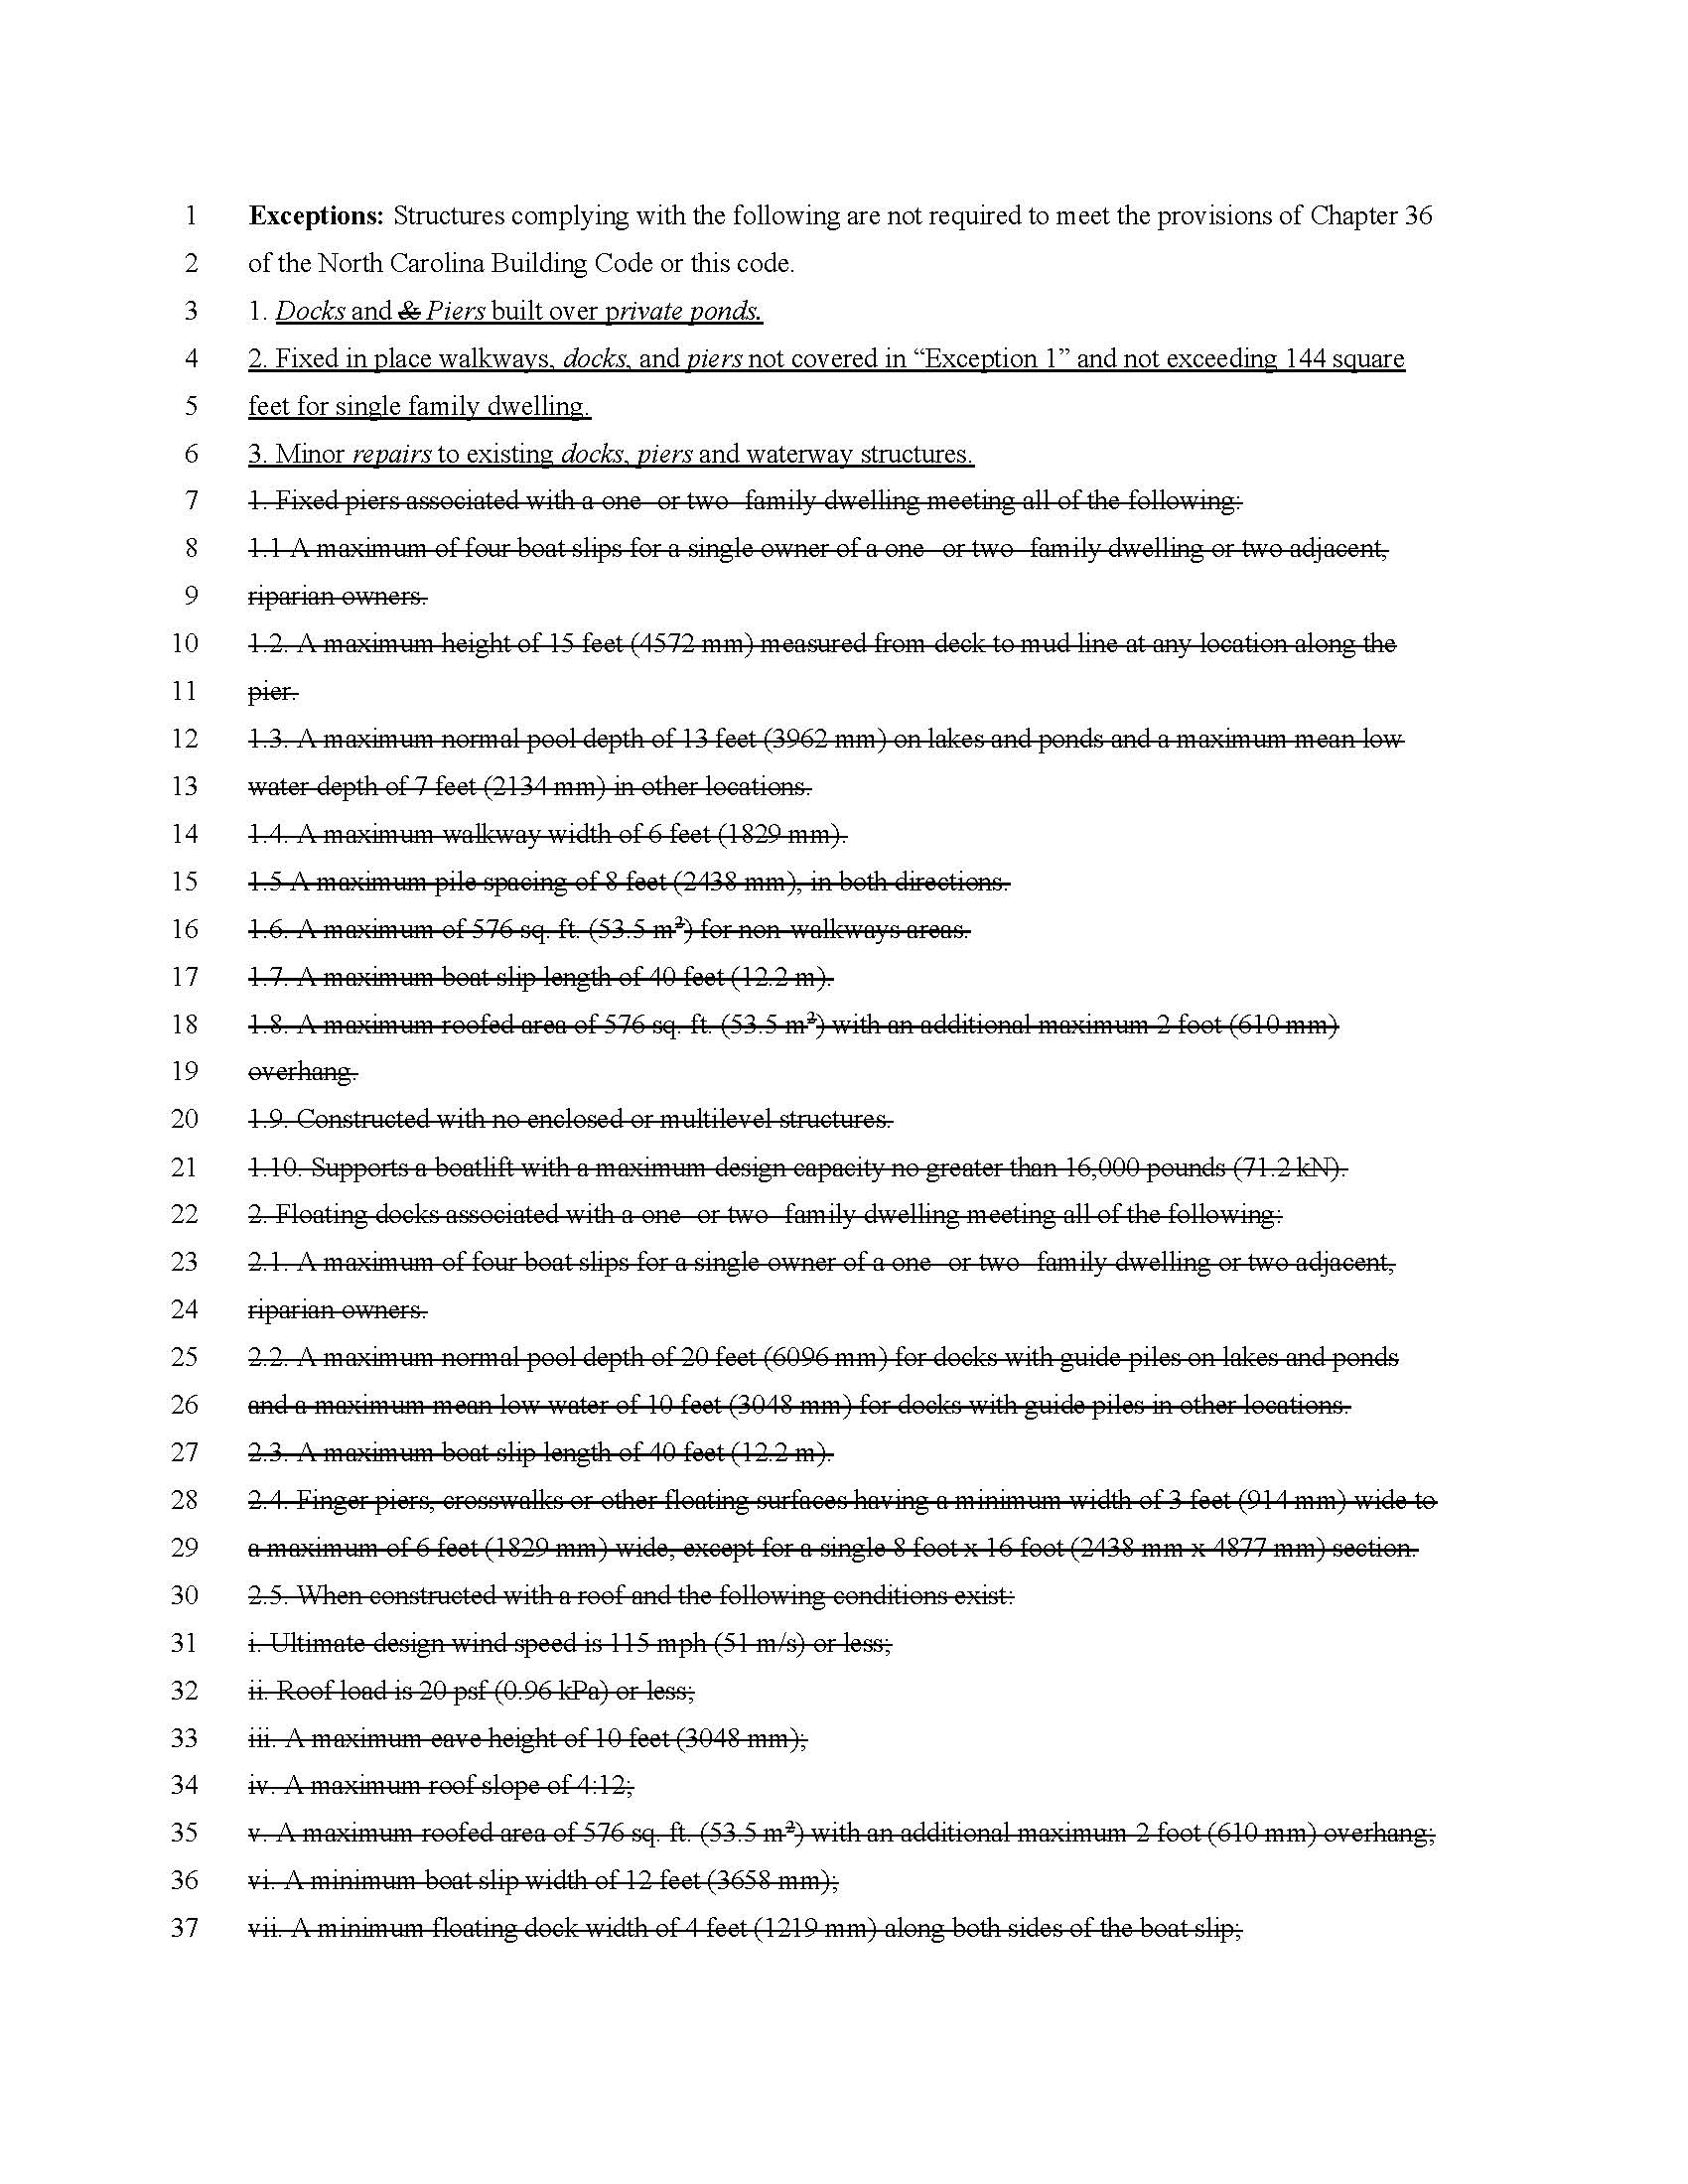 1 Exceptions: Structures complying with the following are not required to meet the provisions of Chapter 36
2 of the North Carolina Building Code or this code.
3 1. Docks and & Piers built over private ponds.
4 2. Fixed in place walkways, docks, and piers not covered in “Exception 1” and not exceeding 144 square
5 feet for single family dwelling.
6 3. Minor repairs to existing docks, piers and waterway structures.
7 1. Fixed piers associated with a one- or two- family dwelling meeting all of the following:
8 1.1 A maximum of four boat slips for a single owner of a one- or two- family dwelling or two adjacent,
9 riparian owners.
10 1.2. A maximum height of 15 feet (4572 mm) measured from deck to mud line at any location along the
11 pier.
12 1.3. A maximum normal pool depth of 13 feet (3962 mm) on lakes and ponds and a maximum mean low
13 water depth of 7 feet (2134 mm) in other locations.
14 1.4. A maximum walkway width of 6 feet (1829 mm).
15 1.5 A maximum pile spacing of 8 feet (2438 mm), in both directions.
16 1.6. A maximum of 576 sq. ft. (53.5 m²) for non-walkways areas.
17 1.7. A maximum boat slip length of 40 feet (12.2 m).
18 1.8. A maximum roofed area of 576 sq. ft. (53.5 m²) with an additional maximum 2 foot (610 mm)
19 overhang.
20 1.9. Constructed with no enclosed or multilevel structures.
21 1.10. Supports a boatlift with a maximum design capacity no greater than 16,000 pounds (71.2 kN).
22 2. Floating docks associated with a one- or two- family dwelling meeting all of the following:
23 2.1. A maximum of four boat slips for a single owner of a one- or two- family dwelling or two adjacent,
24 riparian owners.
25 2.2. A maximum normal pool depth of 20 feet (6096 mm) for docks with guide piles on lakes and ponds
26 and a maximum mean low water of 10 feet (3048 mm) for docks with guide piles in other locations.
27 2.3. A maximum boat slip length of 40 feet (12.2 m).
28 2.4. Finger piers, crosswalks or other floating surfaces having a minimum width of 3 feet (914 mm) wide to
29 a maximum of 6 feet (1829 mm) wide, except for a single 8 foot x 16 foot (2438 mm x 4877 mm) section.
30 2.5. When constructed with a roof and the following conditions exist:
31 i. Ultimate design wind speed is 115 mph (51 m/s) or less;
32 ii. Roof load is 20 psf (0.96 kPa) or less;
33 iii. A maximum eave height of 10 feet (3048 mm);
34 iv. A maximum roof slope of 4:12;
35 v. A maximum roofed area of 576 sq. ft. (53.5 m²) with an additional maximum 2 foot (610 mm) overhang;
36 vi. A minimum boat slip width of 12 feet (3658 mm);
37 vii. A minimum floating dock width of 4 feet (1219 mm) along both sides of the boat slip;